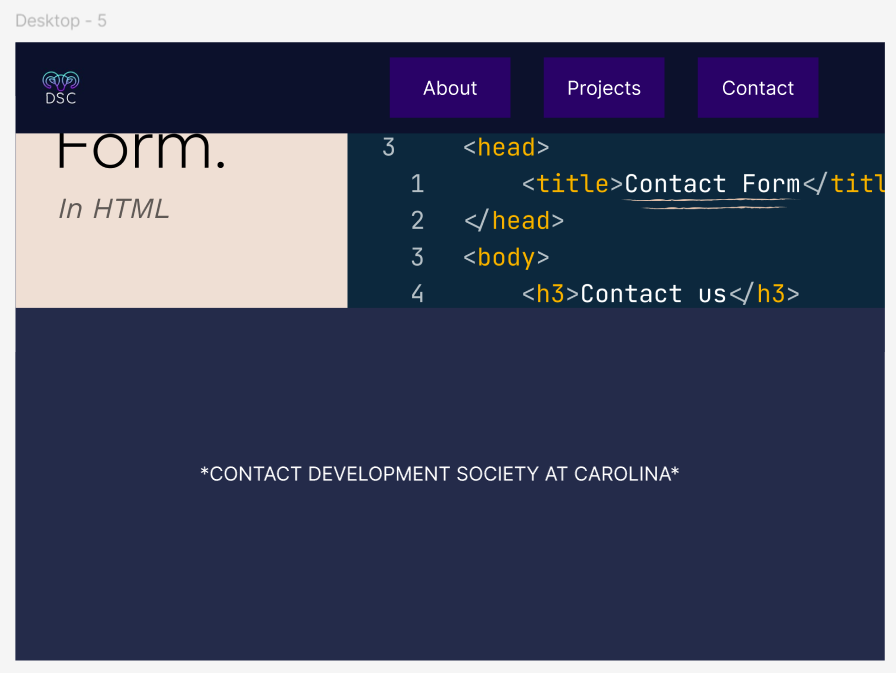 Desktop - 5
DSC
About
Projects
Contact
Form.
In HTML
3 <head>
1 <title>Contact Form</titl
2 </head>
3 <body>
4 <h3>Contact us</h3>
*CONTACT DEVELOPMENT SOCIETY AT CAROLINA*